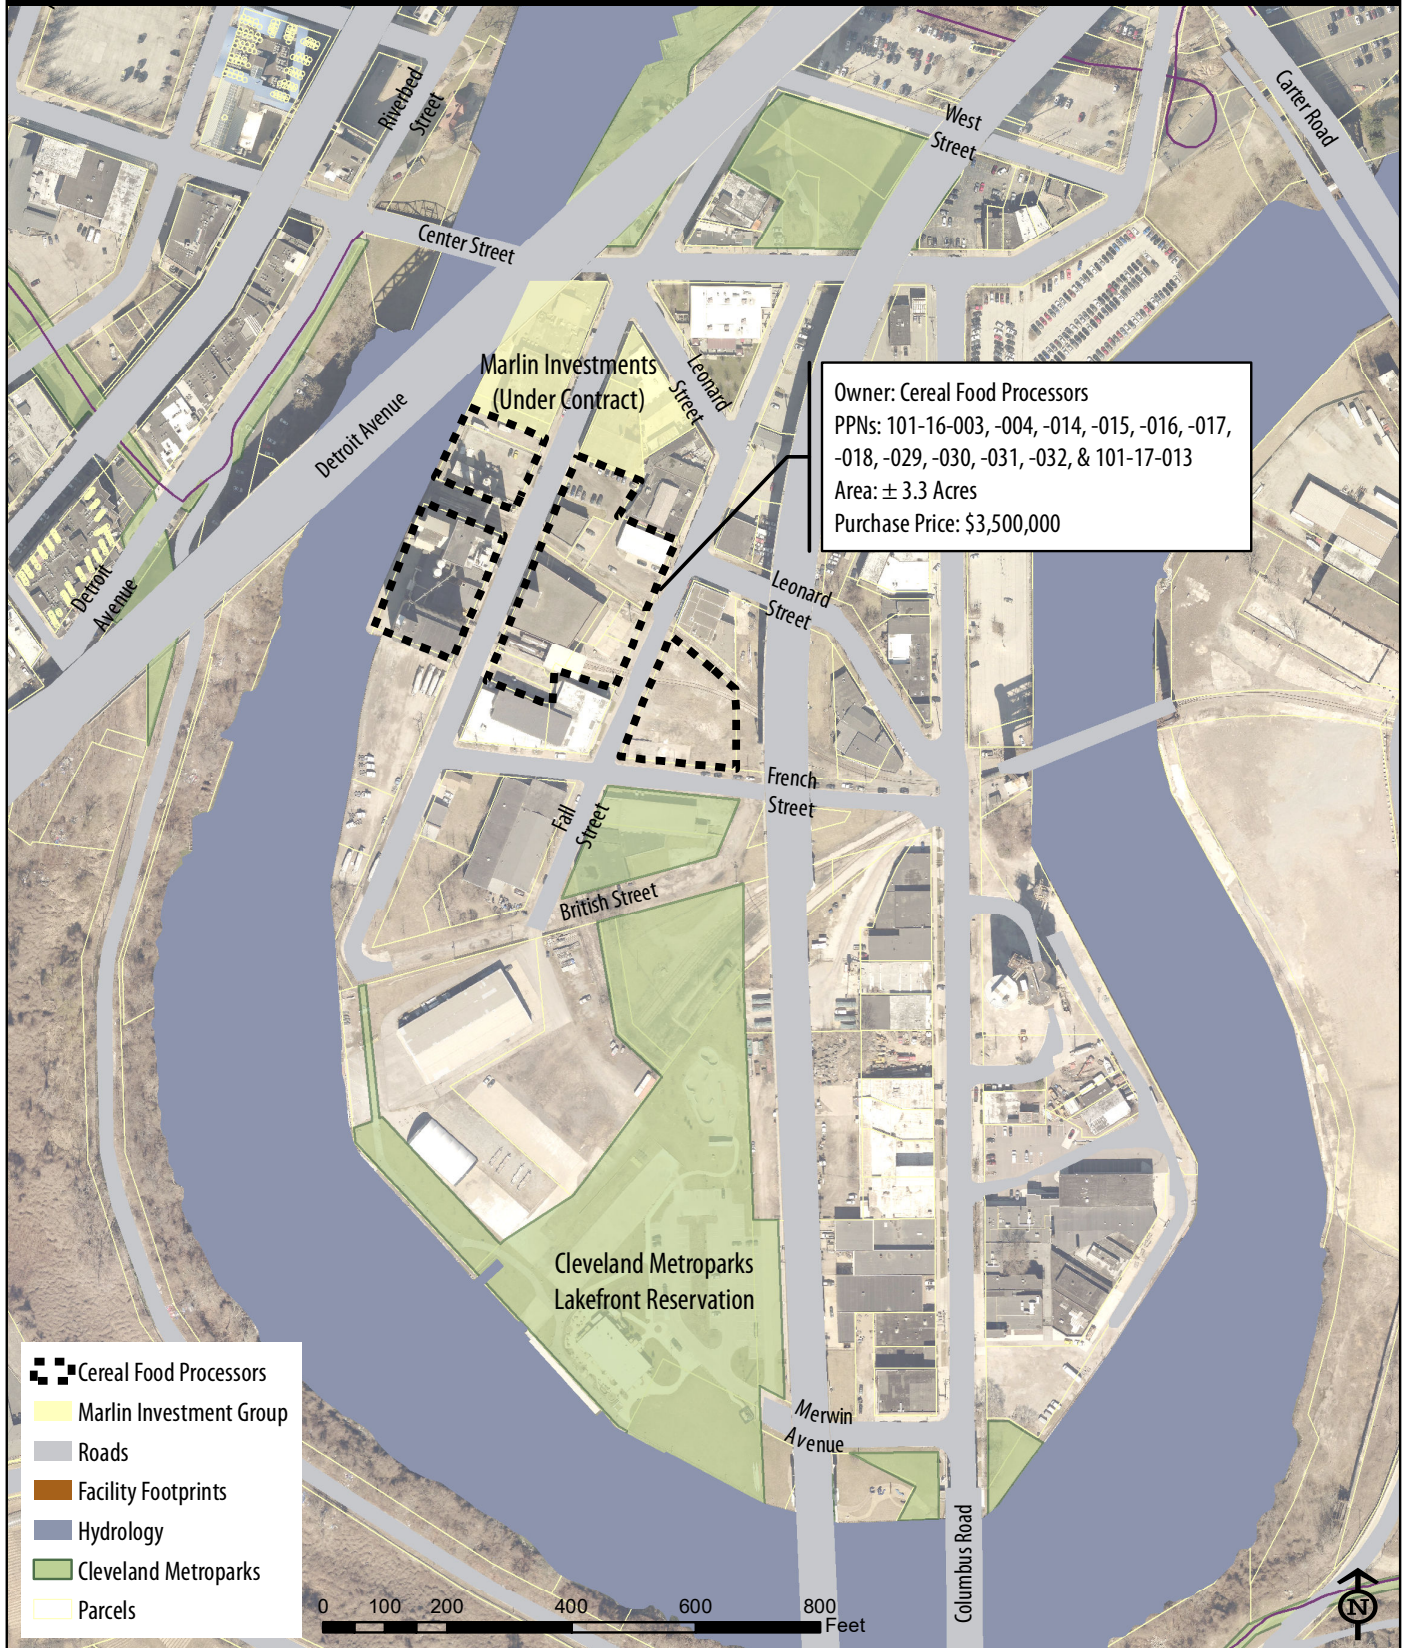 Riverbed
Street
West
Street
Carter Road
Center Street
Marlin Investments
(Under Contract)
Leonard
Street
Detroit Avenue
Owner: Cereal Food Processors
PPNs: 101-16-003, -004, -014, -015, -016, -017,
-018, -029, -030, -031, -032, & 101-17-013
Area: ± 3.3 Acres
Purchase Price: $3,500,000
Detroit
Avenue
Leonard
Street
French
Street
Fall
Street
British Street
Cleveland Metroparks
Lakefront Reservation
Merwin
Avenue
Columbus Road
Cereal Food Processors
Marlin Investment Group
Roads
Facility Footprints
Hydrology
Cleveland Metroparks
Parcels
0 100 200 400 600 800
Feet
N